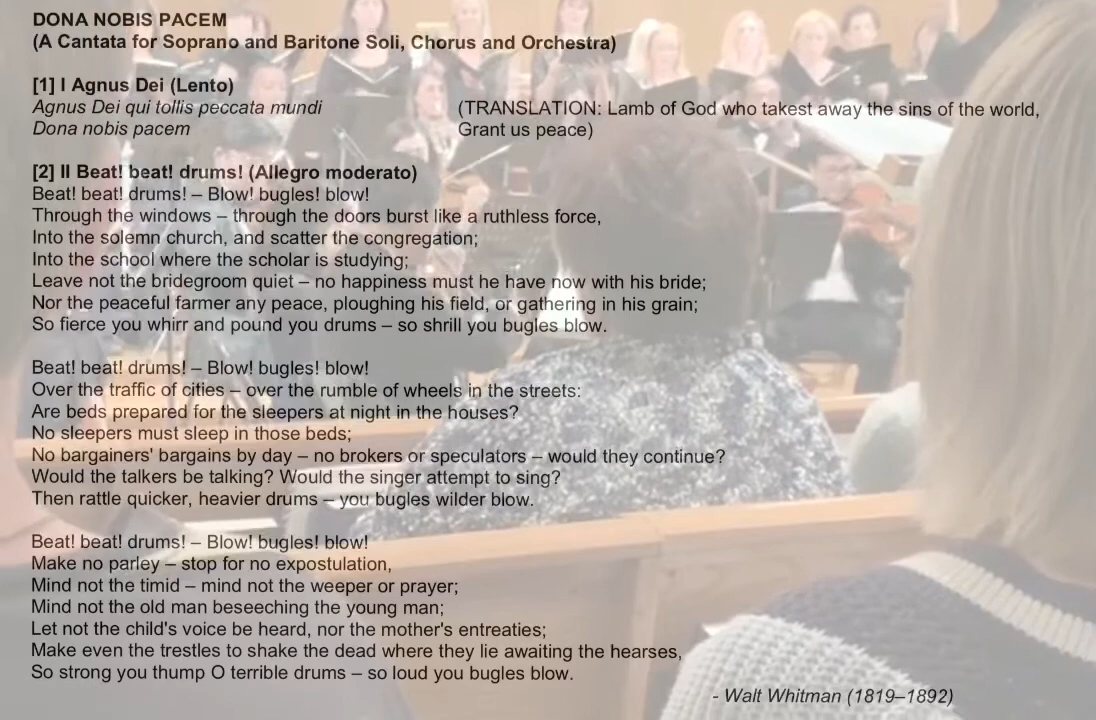 DONA NOBIS PACEM
(A Cantata for Soprano and Baritone Soli, Chorus and Orchestra)
[1] I Agnus Dei (Lento)
Agnus Dei qui tollis peccata mundi (TRANSLATION: Lamb of God who takest away the sins of the world,
Dona nobis pacem Grant us peace)
[2] II Beat! beat! drums! (Allegro moderato)
Beat! beat! drums! – Blow! bugles! blow!
Through the windows – through the doors burst like a ruthless force,
Into the solemn church, and scatter the congregation;
Into the school where the scholar is studying;
Leave not the bridegroom quiet – no happiness must he have now with his bride;
Nor the peaceful farmer any peace, ploughing his field, or gathering in his grain;
So fierce you whirr and pound you drums – so shrill you bugles blow.
Beat! beat! drums! – Blow! bugles! blow!
Over the traffic of cities – over the rumble of wheels in the streets:
Are beds prepared for the sleepers at night in the houses?
No sleepers must sleep in those beds;
No bargainers' bargains by day – no brokers or speculators – would they continue?
Would the talkers be talking? Would the singer attempt to sing?
Then rattle quicker, heavier drums – you bugles wilder blow.
Beat! beat! drums! – Blow! bugles! blow!
Make no parley – stop for no expostulation,
Mind not the timid – mind not the weeper or prayer;
Mind not the old man beseeching the young man;
Let not the child's voice be heard, nor the mother's entreaties;
Make even the trestles to shake the dead where they lie awaiting the hearses,
So strong you thump O terrible drums – so loud you bugles blow.
- Walt Whitman (1819–1892)